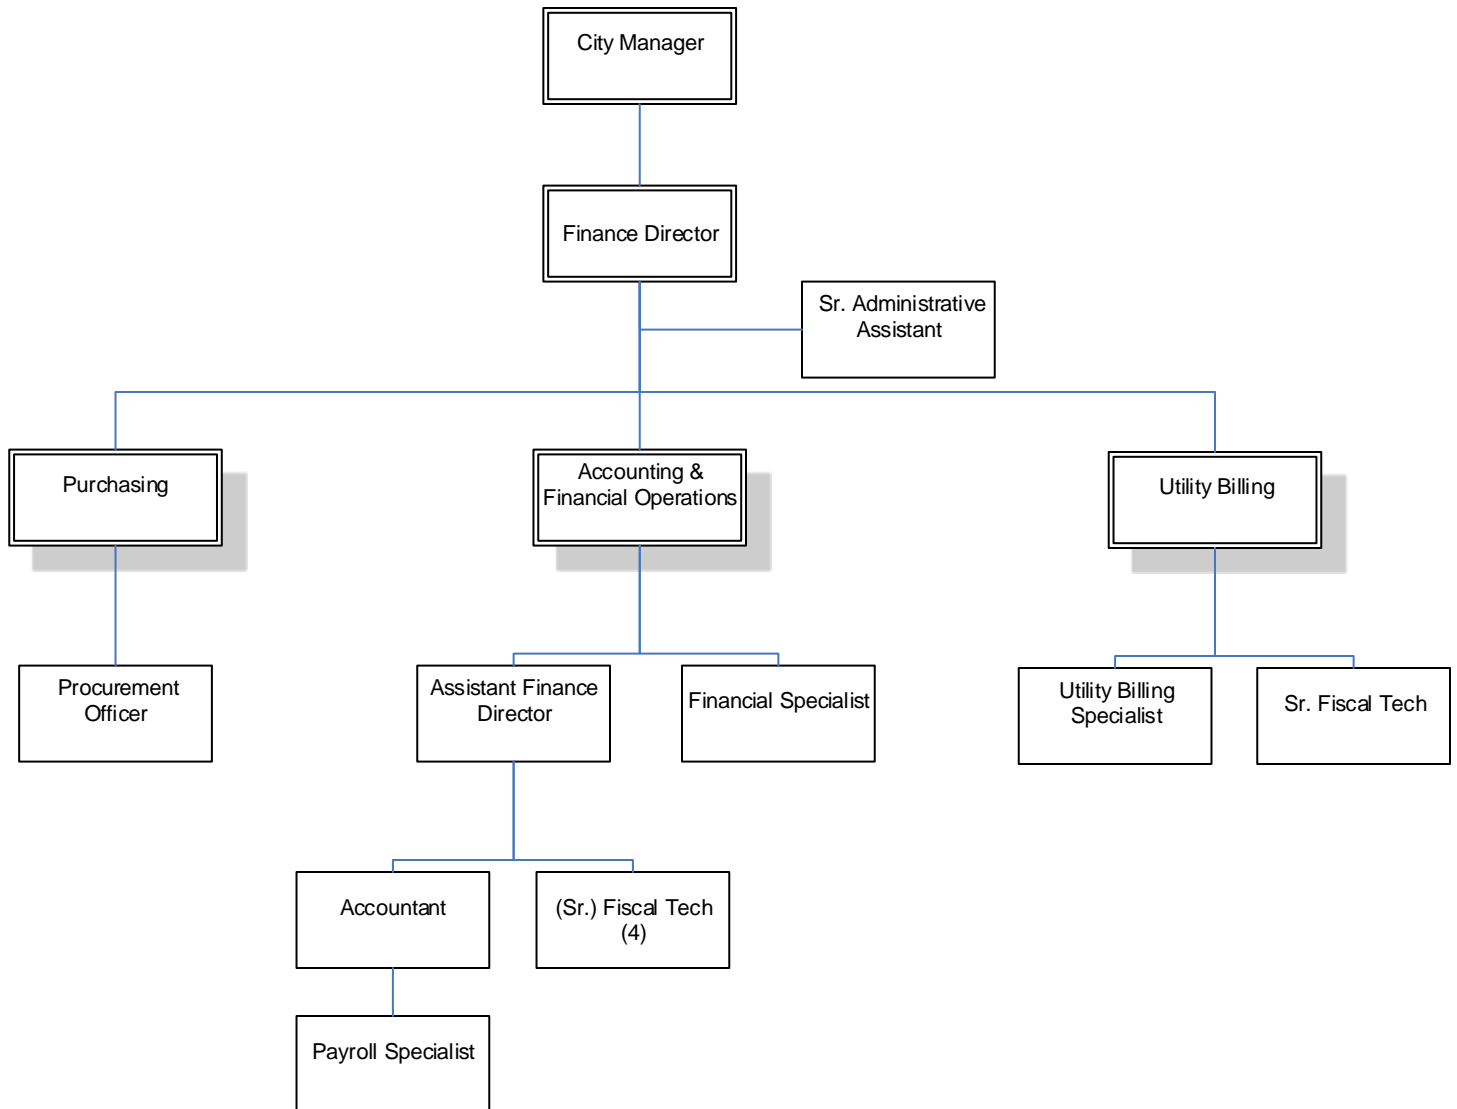 City Manager
Finance Director
Sr. Administrative
Assistant
Purchasing
Accounting &
Financial Operations
Utility Billing
Procurement
Officer
Assistant Finance
Director
Financial Specialist
Utility Billing
Specialist
Sr. Fiscal Tech
Accountant
(Sr.) Fiscal Tech
(4)
Payroll Specialist